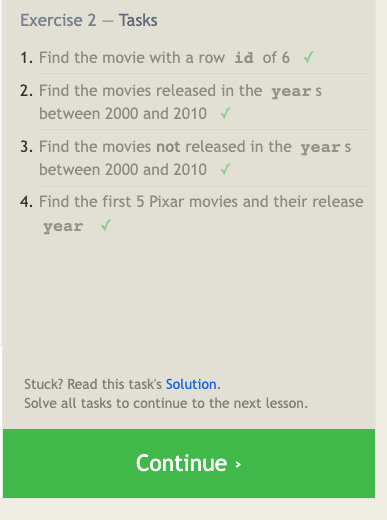 Exercise 2 — Tasks
1. Find the movie with a row id of 6 ✓
2. Find the movies released in the years
between 2000 and 2010 ✓
3. Find the movies not released in the years
between 2000 and 2010 ✓
4. Find the first 5 Pixar movies and their release
year ✓
Stuck? Read this task's Solution.
Solve all tasks to continue to the next lesson.
Continue ›